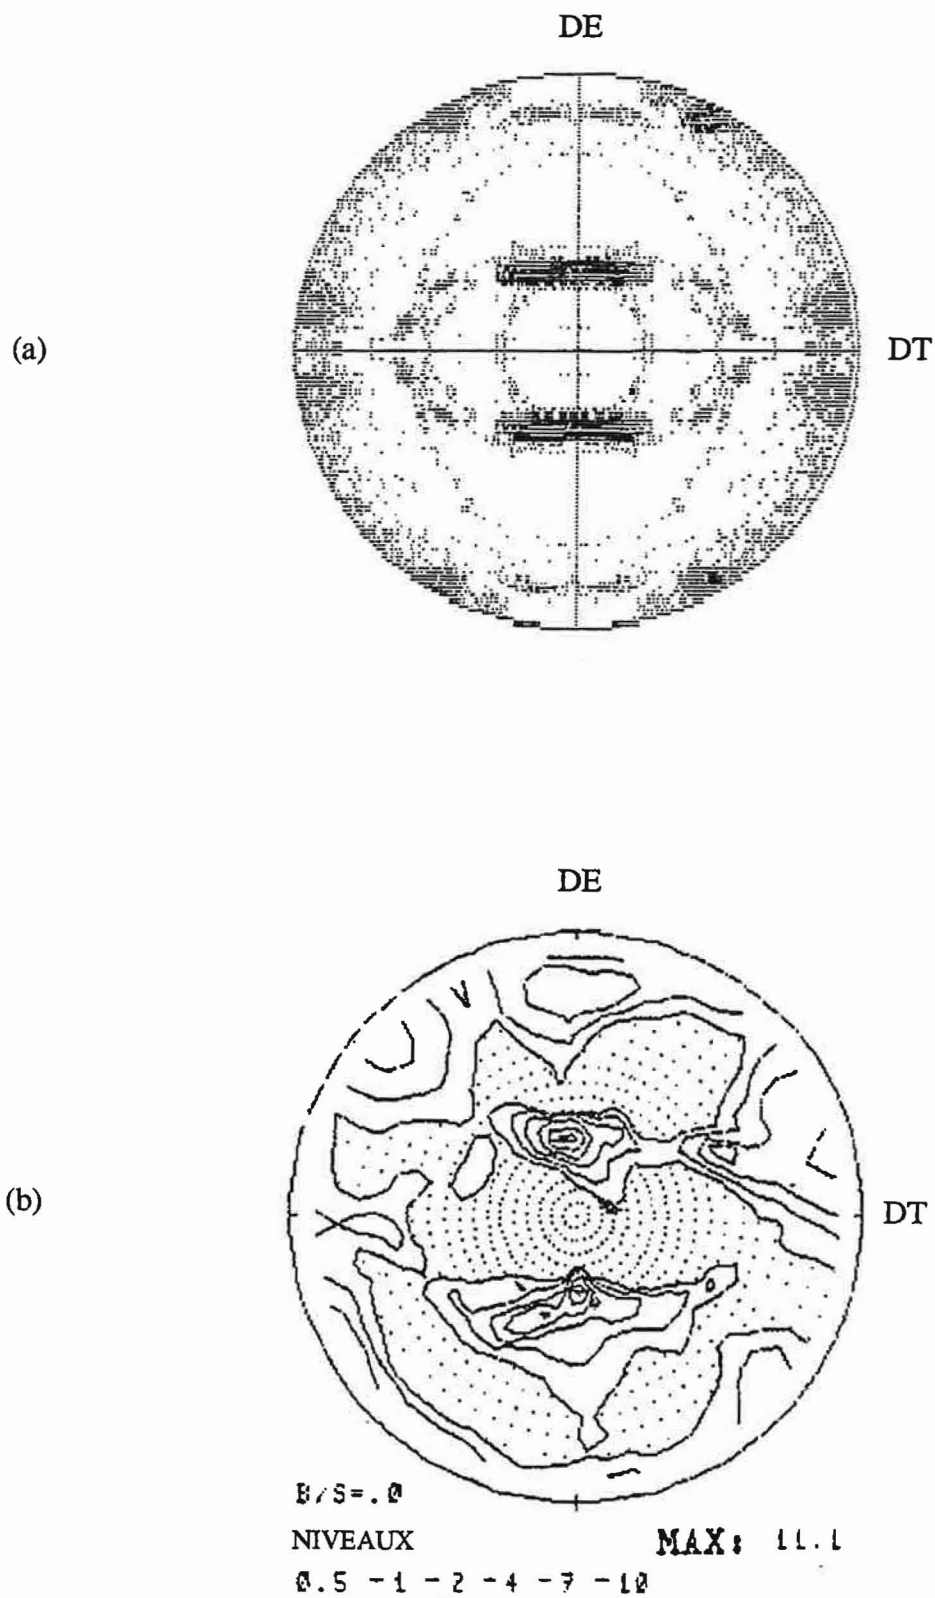 DE
(a)
DT
DE
(b)
DT
B/S=.0
NIVEAUX
MAX: 11.1
0.5 -1 -2 -4 -7 -10